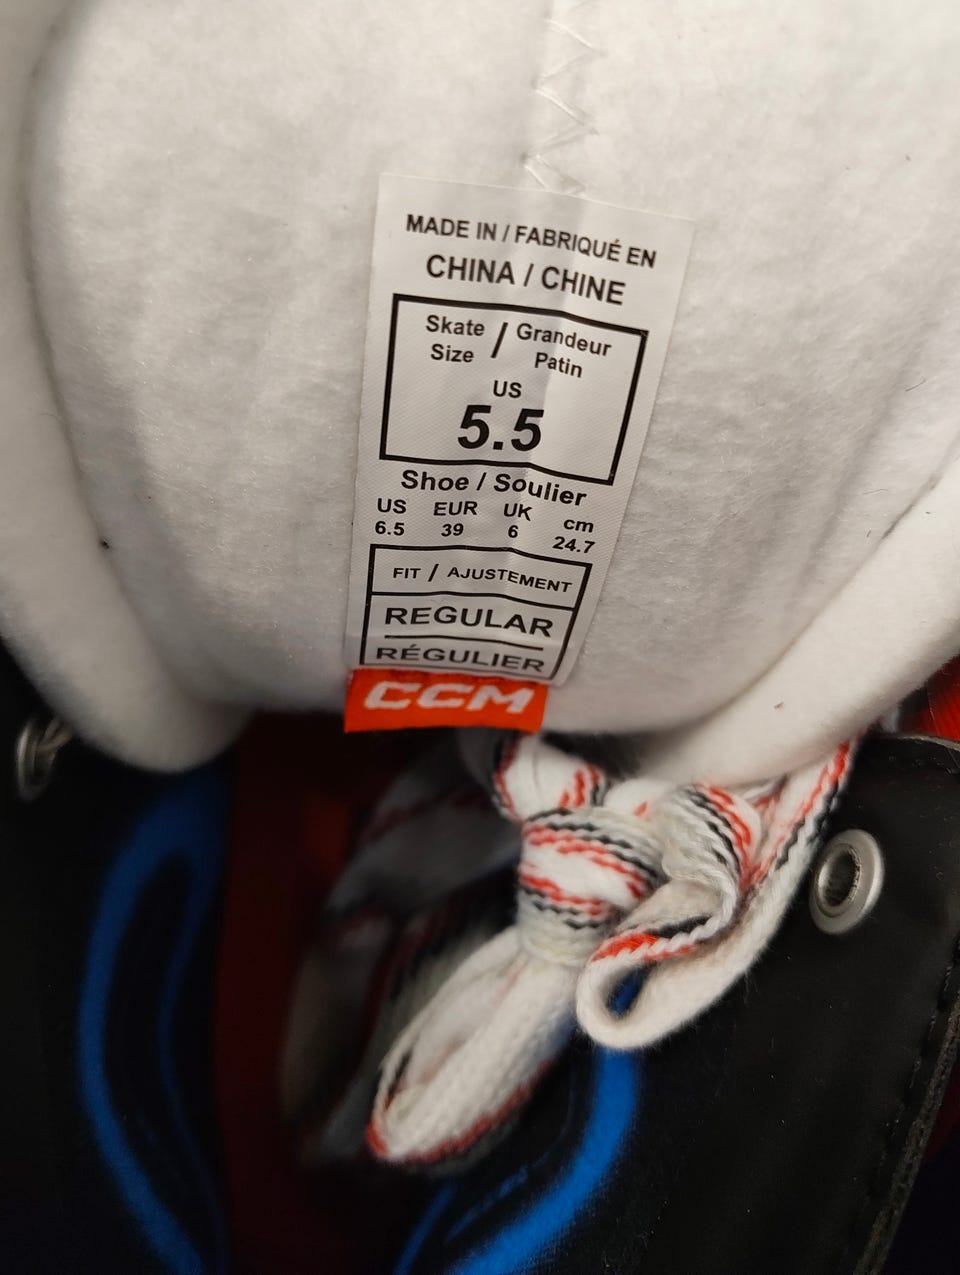 MADE IN / FABRIQUÉ EN
CHINA / CHINE
Skate Size / Grandeur Patin
US
5.5
Shoe / Soulier
US EUR UK cm
6.5 39 6 24.7
FIT / AJUSTEMENT
REGULAR
RÉGULIER
CCM